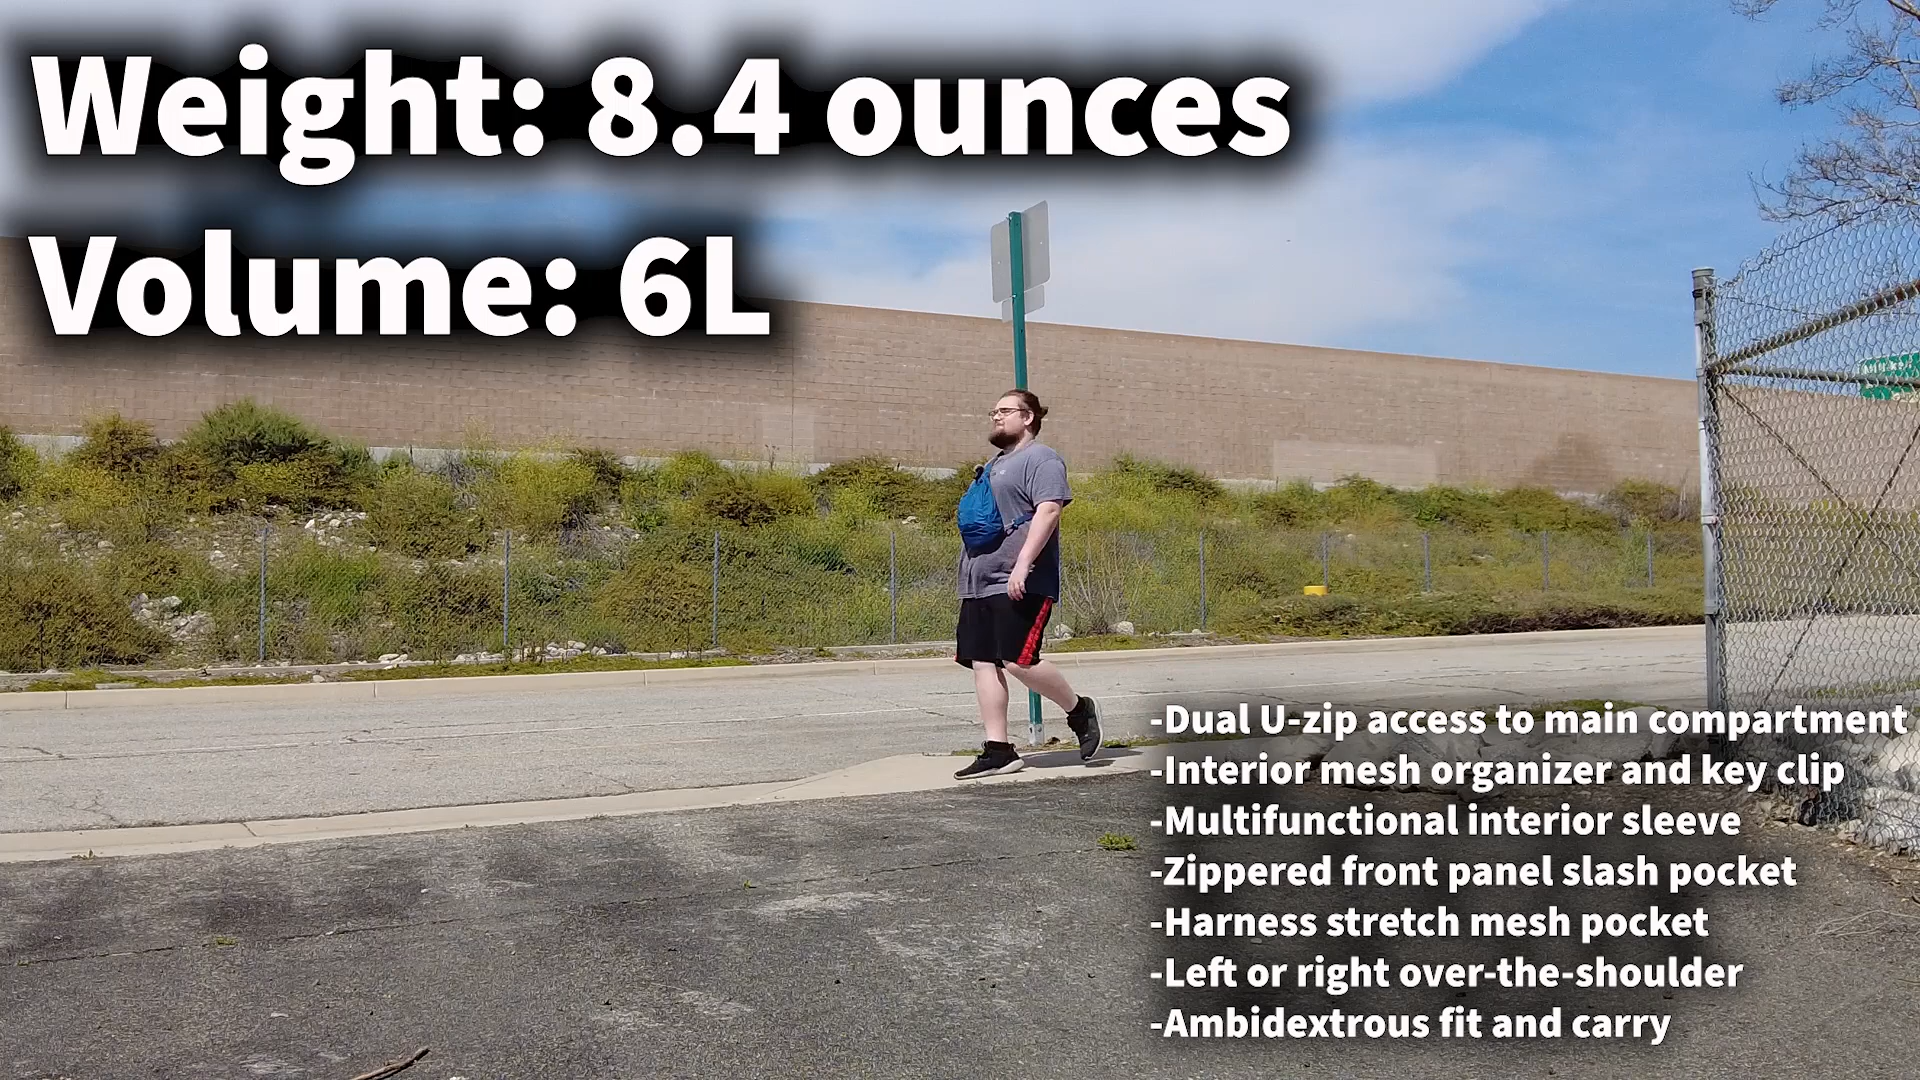 Weight: 8.4 ounces
Volume: 6L
-Dual U-zip access to main compartment
-Interior mesh organizer and key clip
-Multifunctional interior sleeve
-Zippered front panel slash pocket
-Harness stretch mesh pocket
-Left or right over-the-shoulder
-Ambidextrous fit and carry